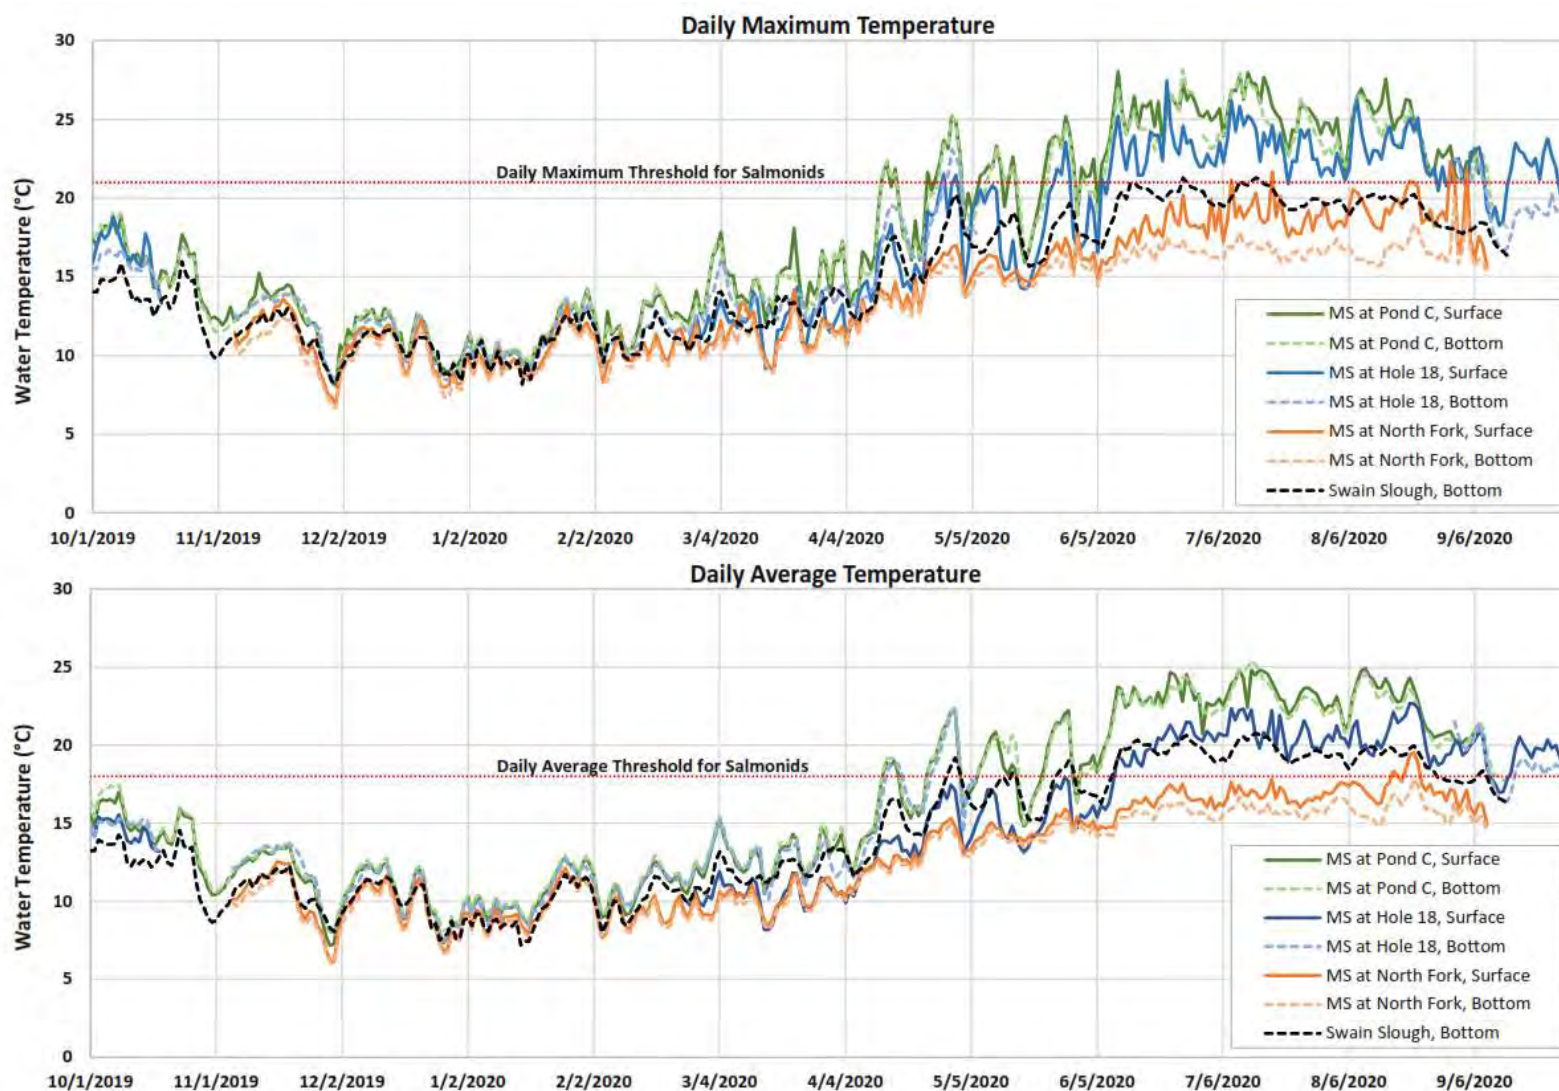 Daily Maximum Temperature
30
25
20
15
10
5
0
Water Temperature (°C)
Daily Maximum Threshold for Salmonids
MS at Pond C, Surface
MS at Pond C, Bottom
MS at Hole 18, Surface
MS at Hole 18, Bottom
MS at North Fork, Surface
MS at North Fork, Bottom
Swain Slough, Bottom
10/1/2019 11/1/2019 12/2/2019 1/2/2020 2/2/2020 3/4/2020 4/4/2020 5/5/2020 6/5/2020 7/6/2020 8/6/2020 9/6/2020
Daily Average Temperature
30
25
20
15
10
5
0
Water Temperature (°C)
Daily Average Threshold for Salmonids
MS at Pond C, Surface
MS at Pond C, Bottom
MS at Hole 18, Surface
MS at Hole 18, Bottom
MS at North Fork, Surface
MS at North Fork, Bottom
Swain Slough, Bottom
10/1/2019 11/1/2019 12/2/2019 1/2/2020 2/2/2020 3/4/2020 4/4/2020 5/5/2020 6/5/2020 7/6/2020 8/6/2020 9/6/2020